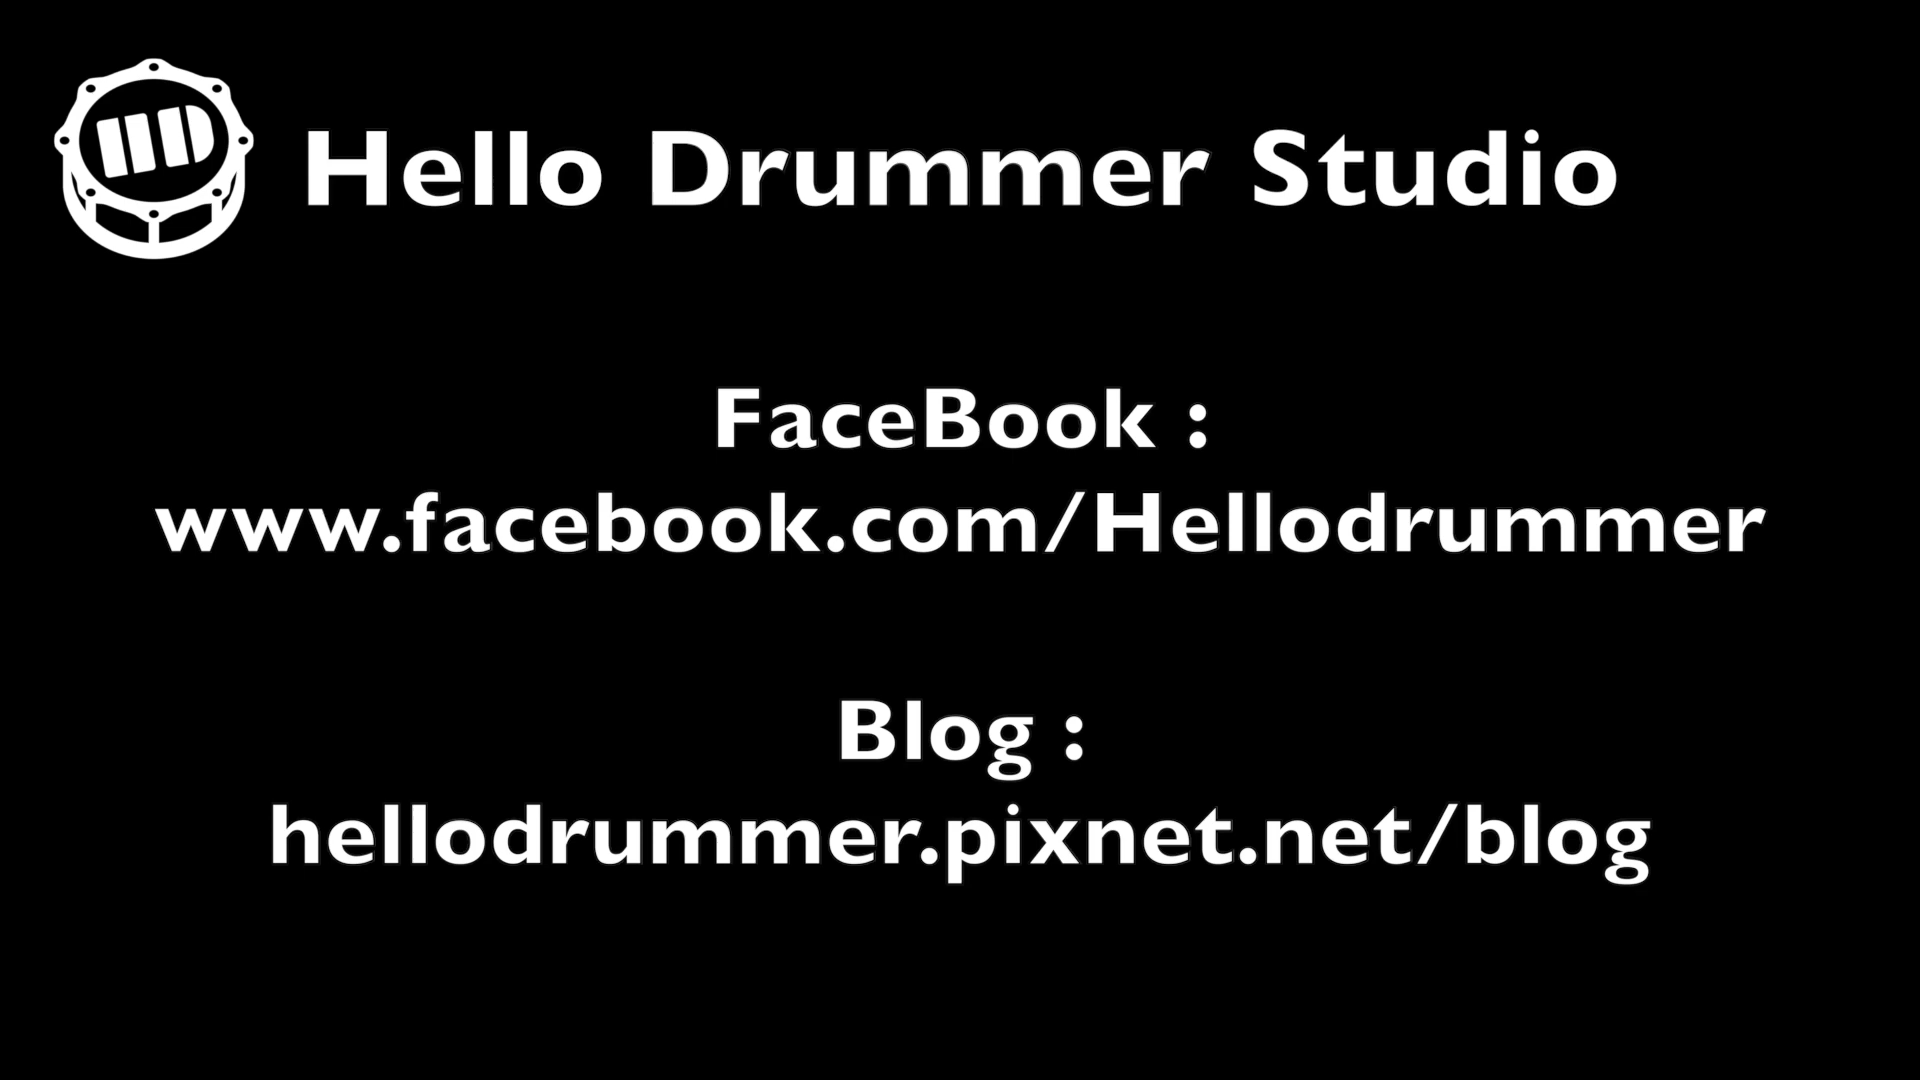 Hello Drummer Studio
FaceBook :
www.facebook.com/Hellodrummer
Blog :
hellodrummer.pixnet.net/blog